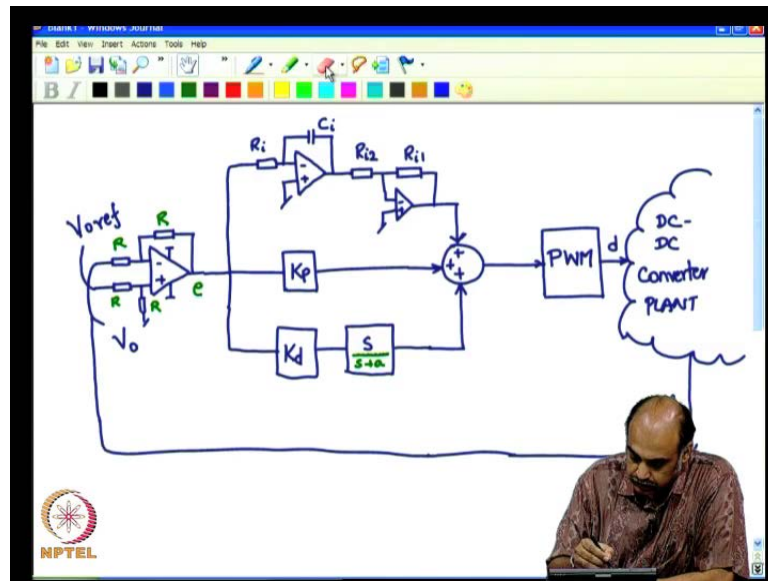 Blank1 - Windows Journal
File Edit View Insert Actions Tools Help
B I
Ci
Ri
Ri2
Ri1
Voref
R
R
R
R
e
Vo
Kp
Kd
S
s+a
+
+
+
PWM
d
DC-
DC
Converter
PLANT
NPTEL